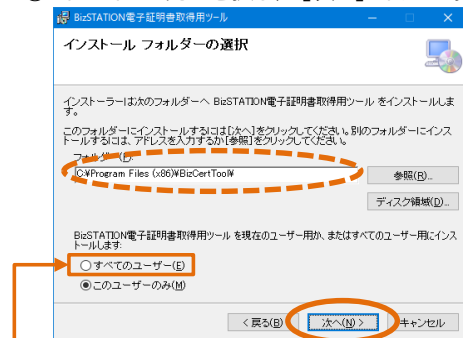 BizSTATION電子証明書取得用ツール
インストール フォルダーの選択
インストーラーは次のフォルダーへ BizSTATION電子証明書取得用ツール をインストールしま
す。
このフォルダーにインストールするには[次へ]をクリックしてください。別のフォルダーにインス
トールするには、アドレスを入力するか[参照]をクリックしてください。
フォルダー(F):
C:¥Program Files (x86)¥BizCertTool¥
参照(R)...
ディスク領域(D)...
BizSTATION電子証明書取得用ツール を現在のユーザー用か、またはすべてのユーザー用にインス
トールします:
すべてのユーザー(E)
このユーザーのみ(M)
< 戻る(B)
次へ(N) >
キャンセル